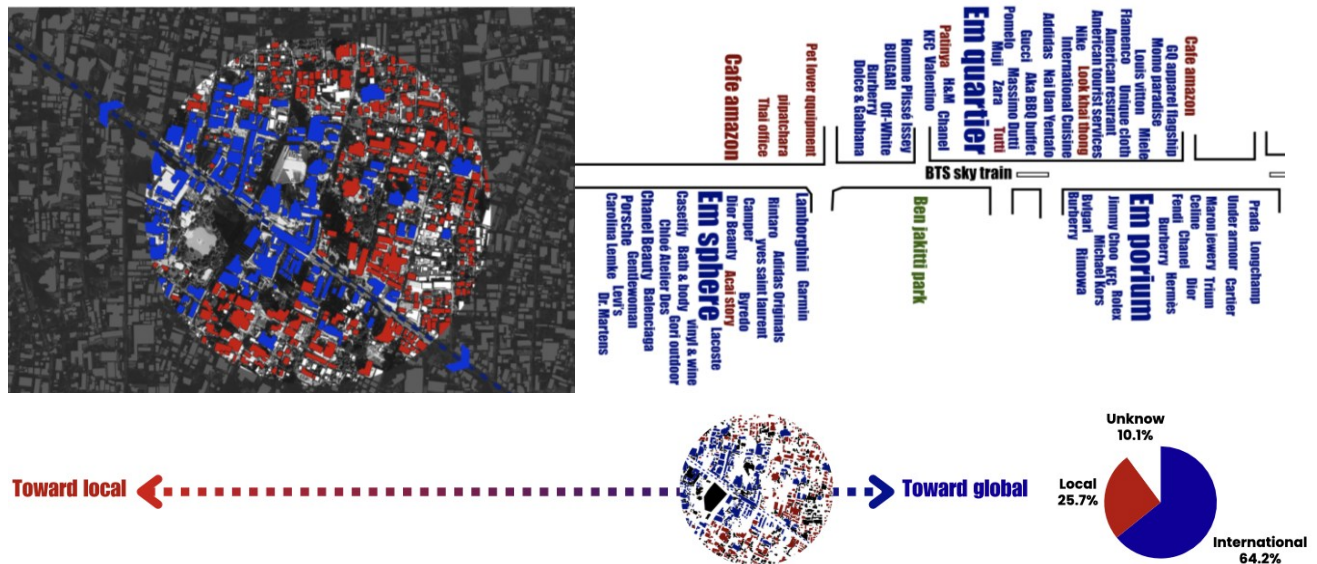 Cafe amazon
Thai office
pipatchara
Pet lover qquipment
Dolce & Gabbana
Burberry
BULGARI Off-White
Homme Plissé issey
KFC Valentino
Patinya H&M Chanel
Em quartier
Muji Zara Tutti
Pomelo Massimo Dutti
Gucci Aka BBQ buffet
Addidas Nai Nan Yentafo
International Cuisine
Nike Look khai thong
American tourist services
American resturant
Flamenco Unique cloth
Louis vitton Miele
Mono paradise
GQ apparel flagship
Cafe amazon
BTS sky train
Carolina Lemke Dr. Martens
Porsche Gentlewoman Levi's
Chanel Beauty Balenciaga
Chloé Atelier Des Gori outdoor
Casetify Bath & body vinyl & wine
Em sphere Lacoste
Dior Beauty Acai story
Camper Byredo
Rintaro yves saint laurent
Adidas Originals
Lamborghini Garmin
Ben jakitti park
Burberry
Bvlgari Rimowa
Michael Kors
Jimmy Choo KFC Rolex
Em porium
Burberry Hermès
Fendi Chanel
Celine Dior
Maron jewery Trium
Under amour Cartier
Prada Longchamp
Toward local
Toward global
Unknow
10.1%
Local
25.7%
International
64.2%